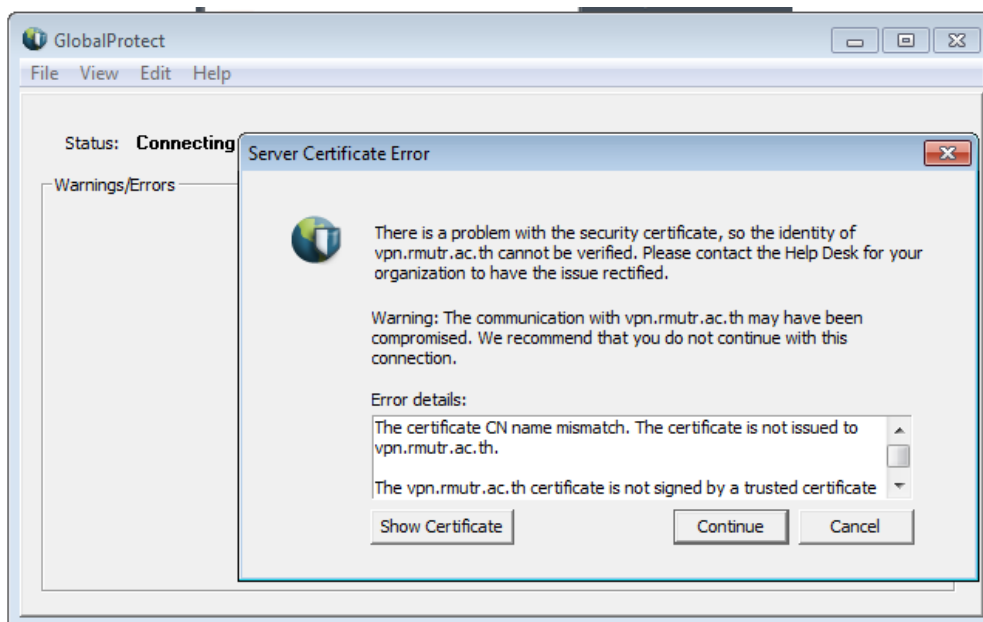 GlobalProtect
File View Edit Help
Status: Connecting
Warnings/Errors
Server Certificate Error
There is a problem with the security certificate, so the identity of
vpn.rmutr.ac.th cannot be verified. Please contact the Help Desk for your
organization to have the issue rectified.
Warning: The communication with vpn.rmutr.ac.th may have been
compromised. We recommend that you do not continue with this
connection.
Error details:
The certificate CN name mismatch. The certificate is not issued to
vpn.rmutr.ac.th.
The vpn.rmutr.ac.th certificate is not signed by a trusted certificate
Show Certificate Continue Cancel